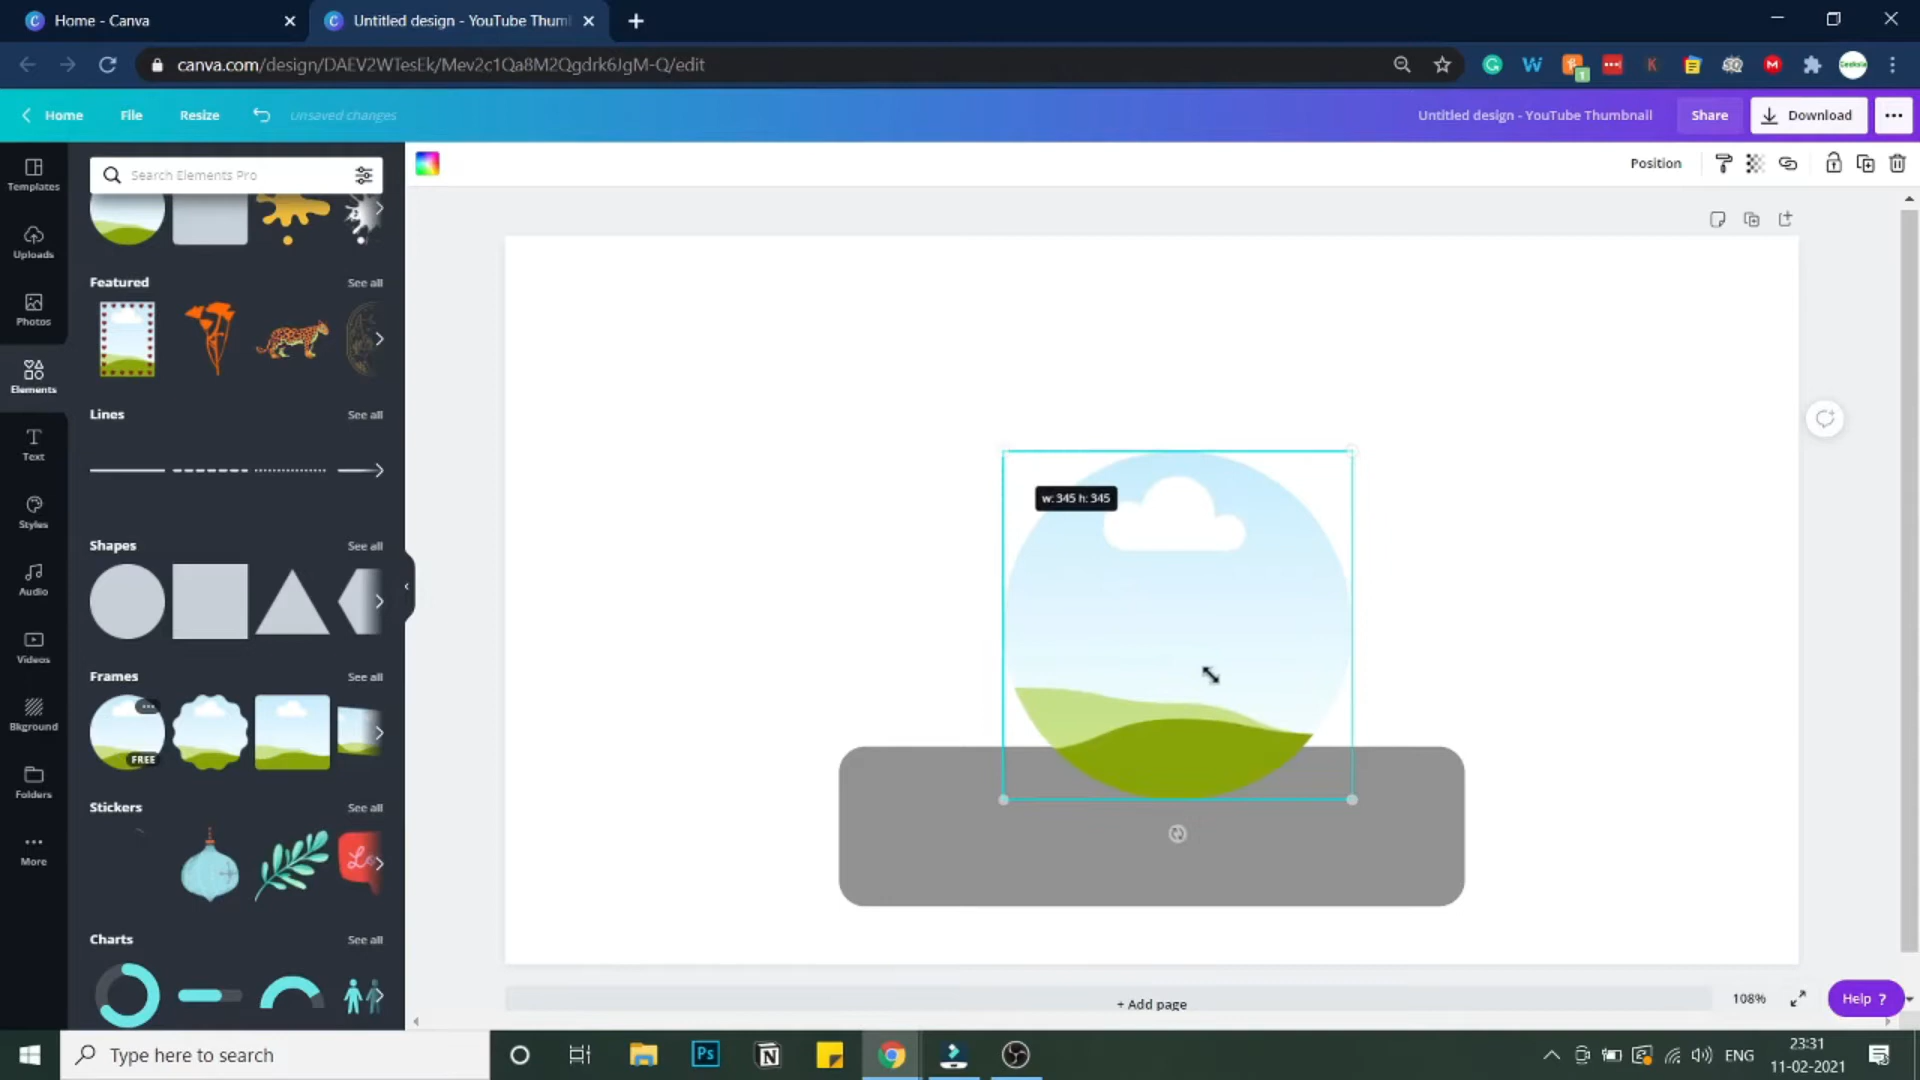 Home - Canva
Untitled design - YouTube Thum
canva.com/design/DAEV2WTesEk/Mev2c1Qa8M2Qgdrk6JgM-Q/edit
Home
File
Resize
Unsaved changes
Untitled design - YouTube Thumbnail
Share
Download
Templates
Search Elements Pro
Position
Uploads
Featured
See all
Photos
Elements
Lines
See all
Text
w: 345 h: 345
Styles
Shapes
See all
Audio
Videos
Frames
See all
Bkground
FREE
Folders
Stickers
See all
More
Lo
Charts
See all
+ Add page
108%
Help ?
Type here to search
Ps
ENG
23:31
11-02-2021